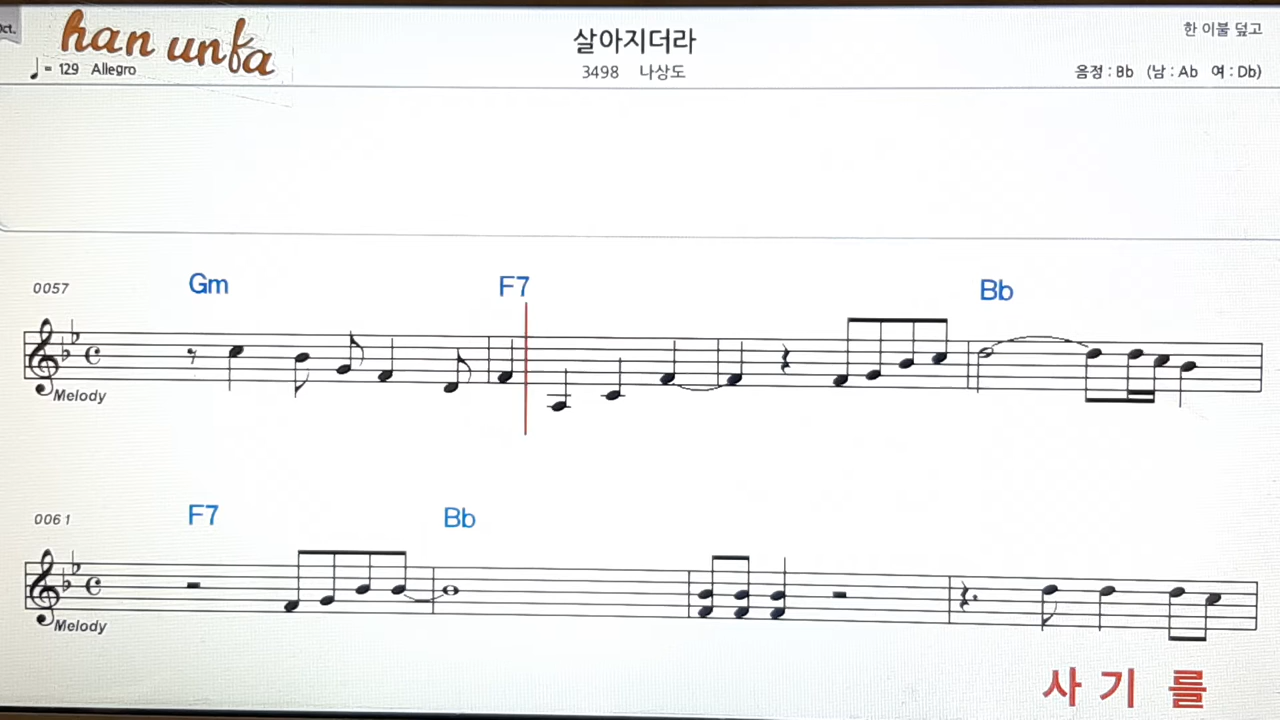 Oct.
han unfa
♩= 129 Allegro
살아지더라
3498 나상도
한 이불 덮고
음정 : Bb (남 : Ab 여 : Db)
0057
Gm F7 Bb
Melody
0061
F7 Bb
Melody
사 기 를